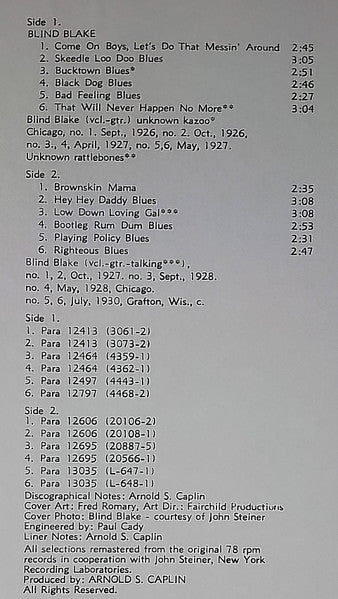 Side 1.
BLIND BLAKE
1. Come On Boys, Let's Do That Messin' Around 2:45
2. Skeedle Loo Doo Blues 3:05
3. Bucktown Blues* 2:51
4. Black Dog Blues 2:46
5. Bad Feeling Blues 2:27
6. That Will Never Happen No More** 3:04
Blind Blake (vcl.-gtr.) unknown kazoo*
Chicago, no. 1. Sept., 1926, no. 2. Oct., 1926,
no. 3., 4, April, 1927, no. 5,6, May, 1927.
Unknown rattlebones**
Side 2.
1. Brownskin Mama 2:35
2. Hey Hey Daddy Blues 3:08
3. Low Down Loving Gal*** 3:08
4. Bootleg Rum Dum Blues 2:53
5. Playing Policy Blues 2:31
6. Righteous Blues 2:47
Blind Blake (vcl.-gtr.-talking***),
no. 1, 2, Oct., 1927. no. 3, Sept., 1928.
no. 4, May, 1928, Chicago.
no. 5, 6, July, 1930, Grafton, Wis., c.
Side 1.
1. Para 12413 (3061-2)
2. Para 12413 (3073-2)
3. Para 12464 (4359-1)
4. Para 12464 (4362-1)
5. Para 12497 (4443-1)
6. Para 12797 (4468-2)
Side 2.
1. Para 12606 (20106-2)
2. Para 12606 (20108-1)
3. Para 12695 (20887-5)
4. Para 12695 (20566-1)
5. Para 13035 (L-647-1)
6. Para 13035 (L-648-1)
Discographical Notes: Arnold S. Caplin
Cover Art: Fred Romary, Art Dir.: Fairchild Productions
Cover Photo: Blind Blake - courtesy of John Steiner
Engineered by: Paul Cady
Liner Notes: Arnold S. Caplin
All selections remastered from the original 78 rpm
records in cooperation with John Steiner, New York
Recording Laboratories.
Produced by: ARNOLD S. CAPLIN
All Rights Reserved.